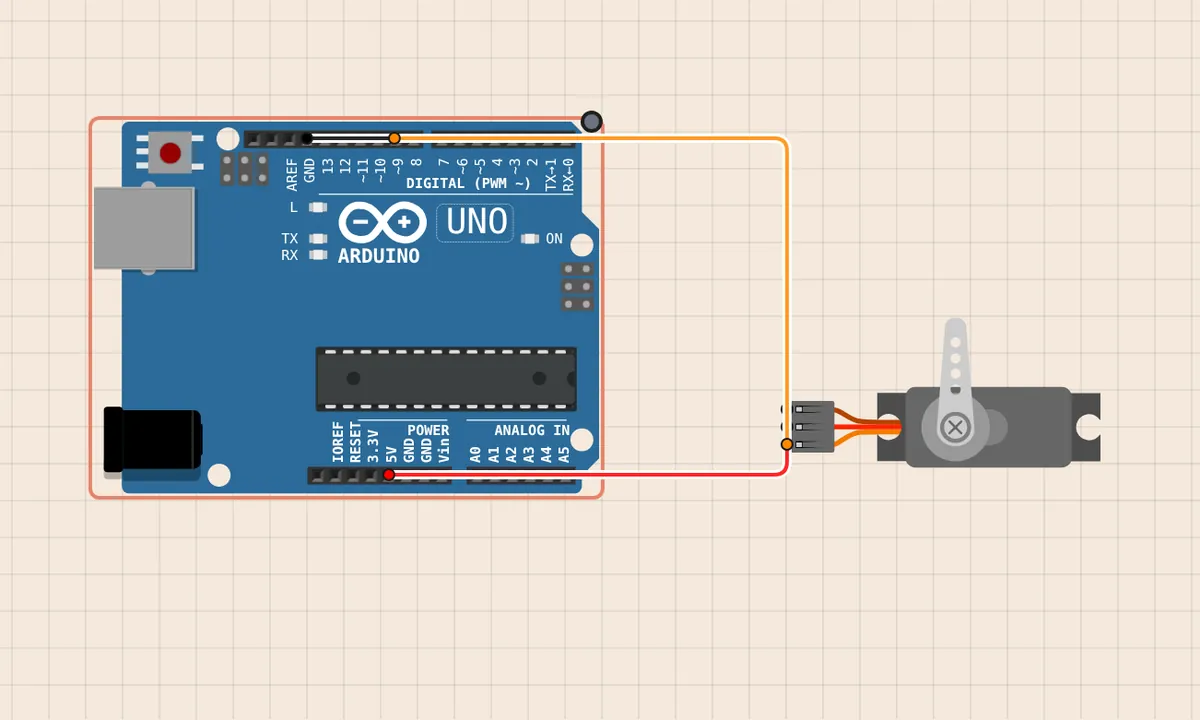 AREF
GND
13
12
~11
~10
~9
8
7
~6
~5
4
~3
2
TX→1
RX←0
DIGITAL (PWM ~)
L
TX
RX
UNO
ON
ARDUINO
POWER
ANALOG IN
IOREF
RESET
3.3V
5V
GND
GND
Vin
A0
A1
A2
A3
A4
A5